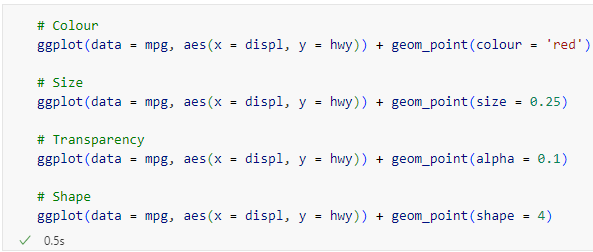 # Colour
ggplot(data = mpg, aes(x = displ, y = hwy)) + geom_point(colour = 'red')
# Size
ggplot(data = mpg, aes(x = displ, y = hwy)) + geom_point(size = 0.25)
# Transparency
ggplot(data = mpg, aes(x = displ, y = hwy)) + geom_point(alpha = 0.1)
# Shape
ggplot(data = mpg, aes(x = displ, y = hwy)) + geom_point(shape = 4)
0.5s